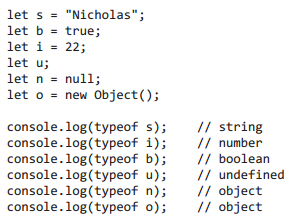 let s = "Nicholas";
let b = true;
let i = 22;
let u;
let n = null;
let o = new Object();

console.log(typeof s);    // string
console.log(typeof i);    // number
console.log(typeof b);    // boolean
console.log(typeof u);    // undefined
console.log(typeof n);    // object
console.log(typeof o);    // object